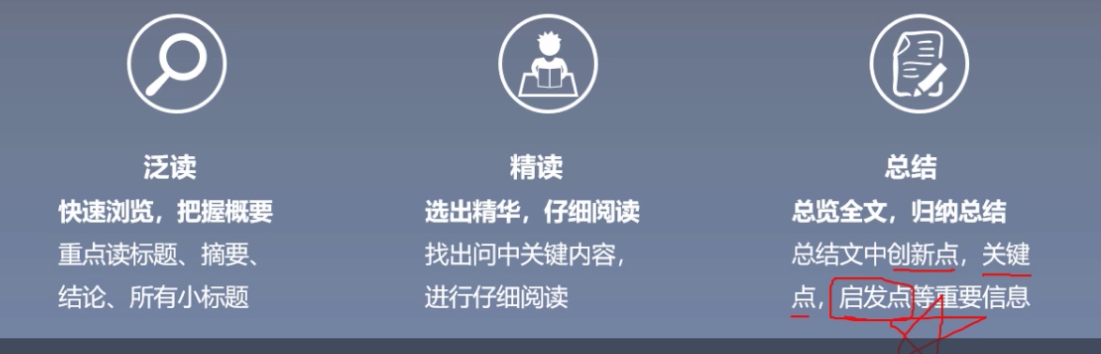 泛读
快速浏览，把握概要
重点读标题、摘要、
结论、所有小标题
精读
选出精华，仔细阅读
找出问中关键内容，
进行仔细阅读
总结
总览全文，归纳总结
总结文中创新点，关键
点，启发点等重要信息